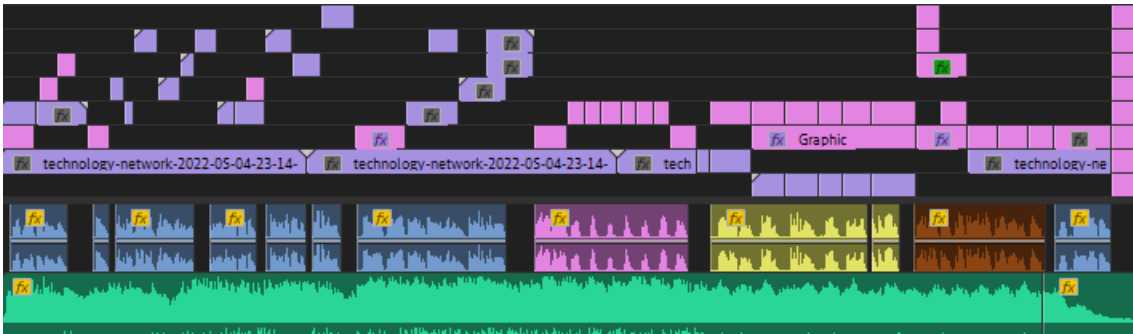 fx
fx
fx
fx
fx fx
fx fx Graphic fx fx
fx technology-network-2022-05-04-23-14- fx technology-network-2022-05-04-23-14- fx tech fx technology-ne
fx fx fx fx fx fx fx fx
fx fx